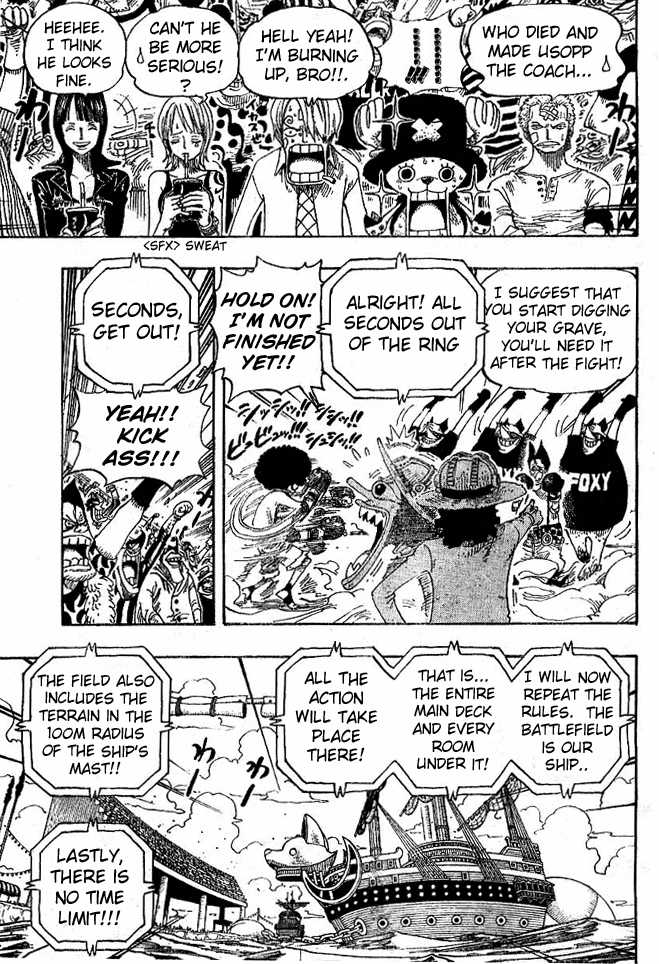 WHO DIED AND
MADE USOPP
THE COACH...
HELL YEAH!
I'M BURNING
UP, BRO!!.
CAN'T HE
BE MORE
SERIOUS!
?
HEEHEE.
I THINK
HE LOOKS
FINE.
<SFX> SWEAT
I SUGGEST THAT
YOU START DIGGING
YOUR GRAVE,
YOU'LL NEED IT
AFTER THE FIGHT!
ALRIGHT! ALL
SECONDS OUT
OF THE RING
HOLD ON!
I'M NOT
FINISHED
YET!!
FOXY
FOXY
SECONDS,
GET OUT!
YEAH!!
KICK
ASS!!!
I WILL NOW
REPEAT THE
RULES. THE
BATTLEFIELD
IS OUR
SHIP..
THAT IS...
THE ENTIRE
MAIN DECK
AND EVERY
ROOM
UNDER IT!
ALL THE
ACTION
WILL TAKE
PLACE
THERE!
THE FIELD ALSO
INCLUDES THE
TERRAIN IN THE
100M RADIUS
OF THE SHIP'S
MAST!!
わー
わー
LASTLY,
THERE IS
NO TIME
LIMIT!!!